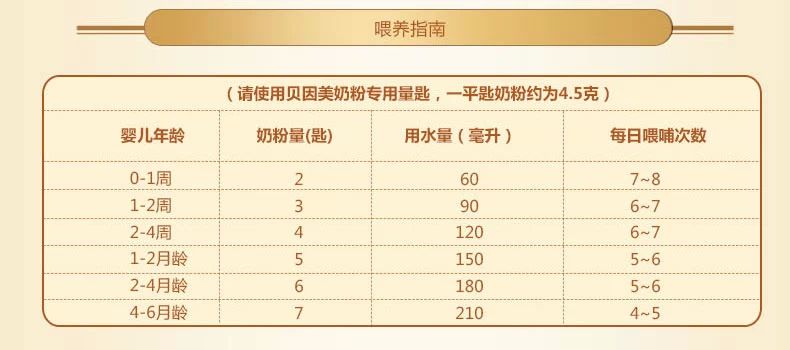 喂养指南
（请使用贝因美奶粉专用量匙，一平匙奶粉约为4.5克）
婴儿年龄 奶粉量(匙) 用水量（毫升） 每日喂哺次数
0-1周 2 60 7~8
1-2周 3 90 6~7
2-4周 4 120 6~7
1-2月龄 5 150 5~6
2-4月龄 6 180 5~6
4-6月龄 7 210 4~5